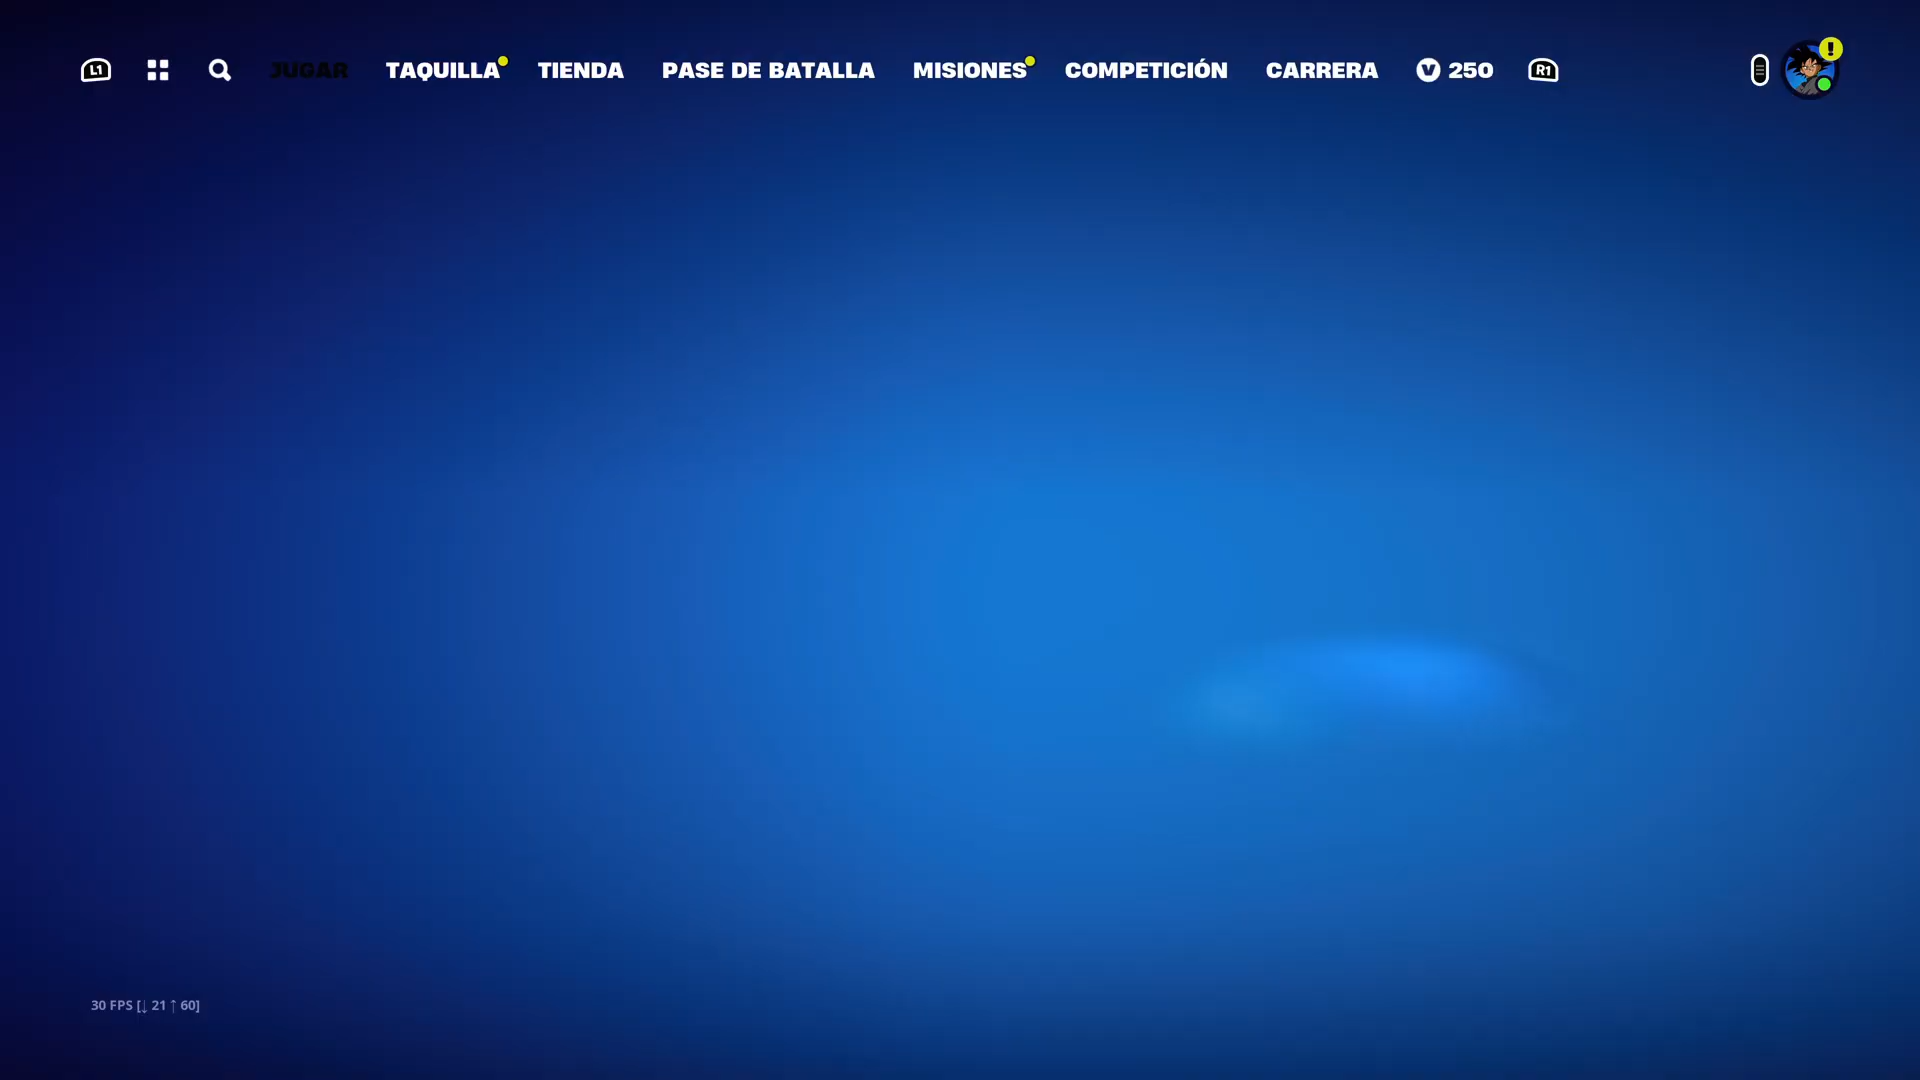 L1 JUGAR TAQUILLA TIENDA PASE DE BATALLA MISIONES COMPETICIÓN CARRERA V 250 R1 !
30 FPS [↓ 21 ↑ 60]